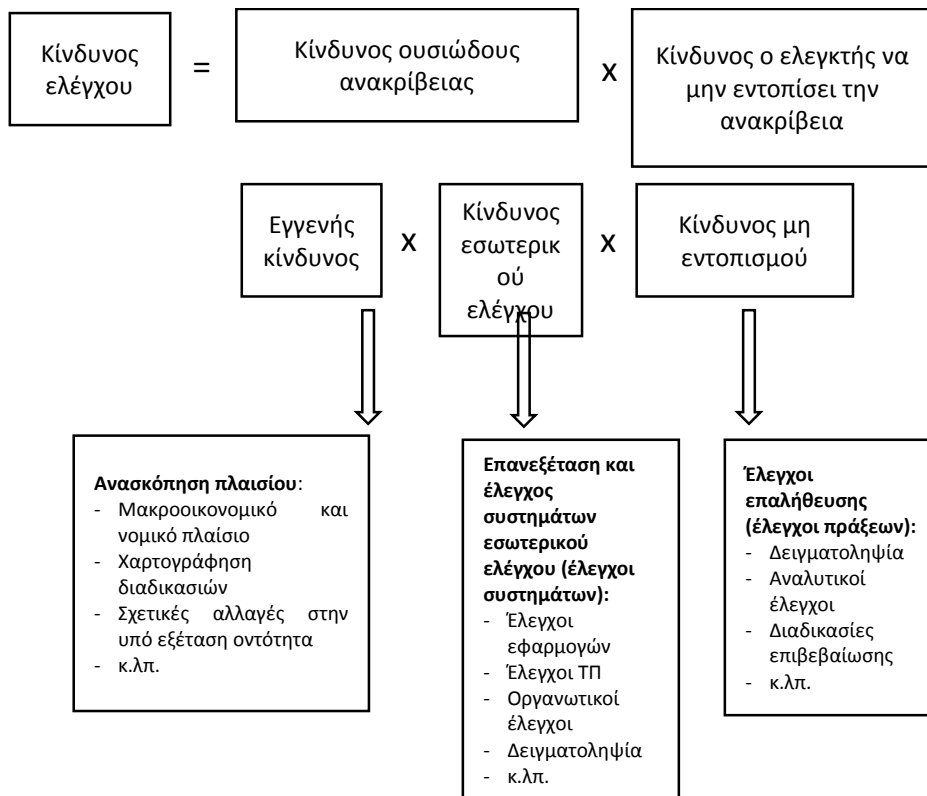 Κίνδυνος
ελέγχου
=
Κίνδυνος ουσιώδους
ανακρίβειας
x
Κίνδυνος ο ελεγκτής να
μην εντοπίσει την
ανακρίβεια
Εγγενής
κίνδυνος
x
Κίνδυνος
εσωτερικ
ού
ελέγχου
x
Κίνδυνος μη
εντοπισμού
Ανασκόπηση πλαισίου:
- Μακροοικονομικό και
νομικό πλαίσιο
- Χαρτογράφηση
διαδικασιών
- Σχετικές αλλαγές στην
υπό εξέταση οντότητα
- κ.λπ.
Επανεξέταση και
έλεγχος
συστημάτων
εσωτερικού
ελέγχου (έλεγχοι
συστημάτων):
- Έλεγχοι
εφαρμογών
- Έλεγχοι ΤΠ
- Οργανωτικοί
έλεγχοι
- Δειγματοληψία
- κ.λπ.
Έλεγχοι
επαλήθευσης
(έλεγχοι πράξεων):
- Δειγματοληψία
- Αναλυτικοί
έλεγχοι
- Διαδικασίες
επιβεβαίωσης
- κ.λπ.